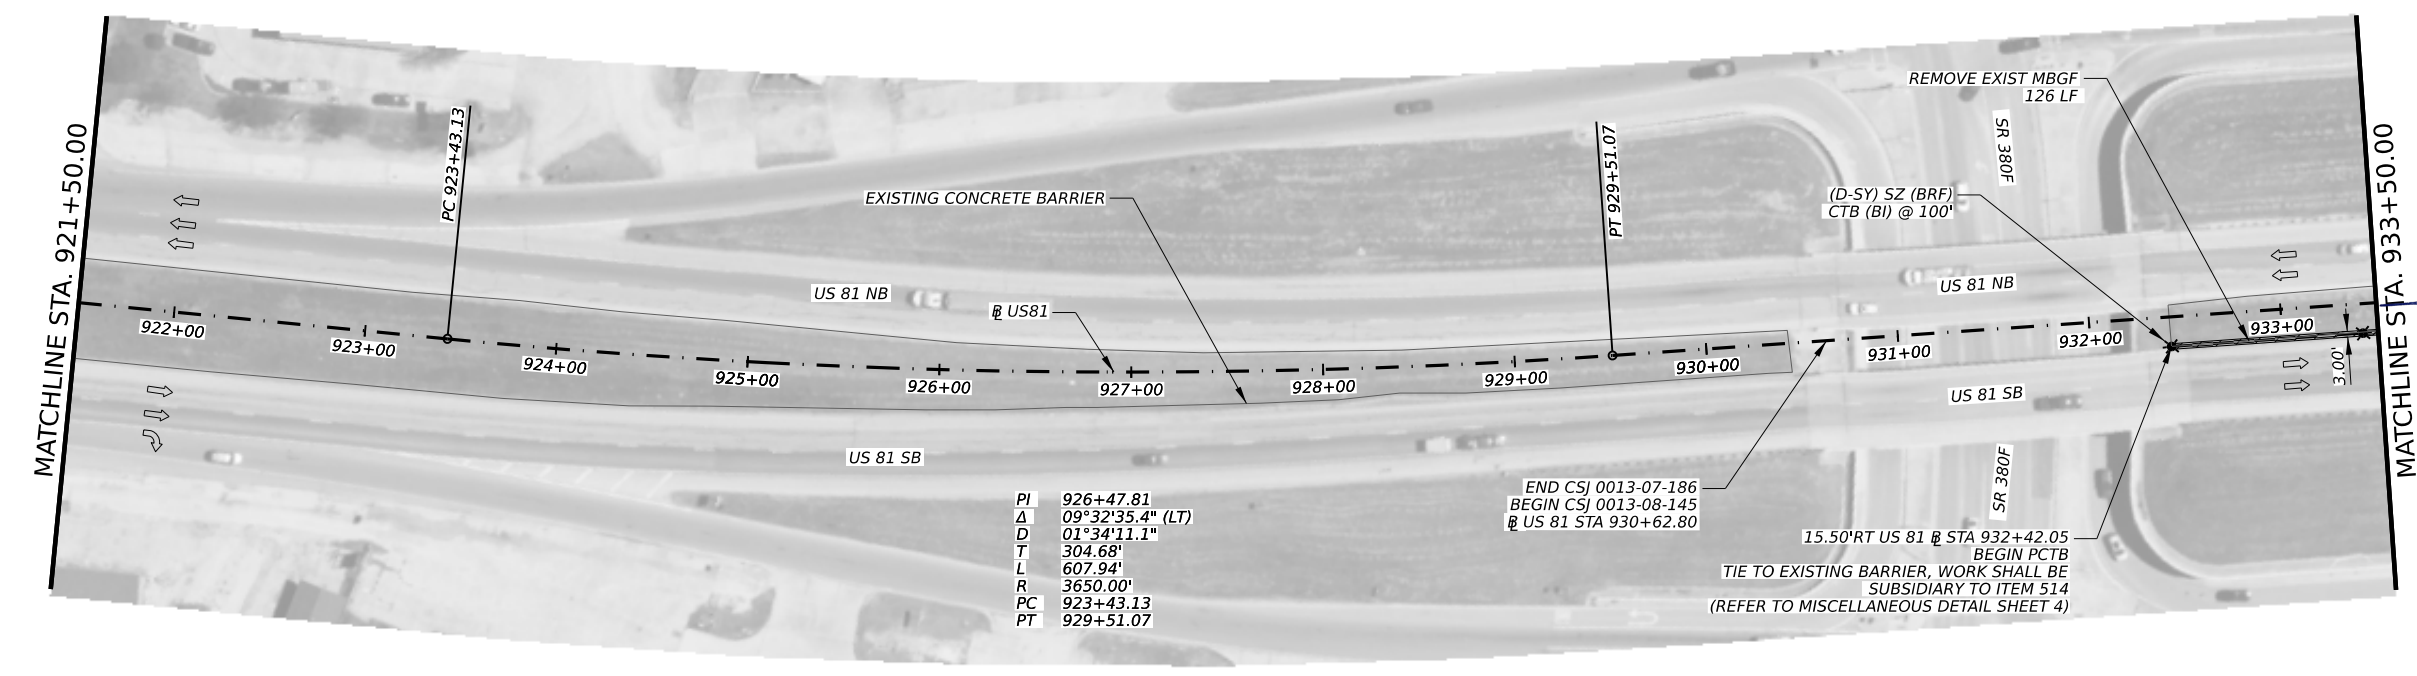 MATCHLINE STA. 921+50.00
PC 923+43.13
EXISTING CONCRETE BARRIER
PT 929+51.07
REMOVE EXIST MBGF
126 LF
SR 380F
(D-SY) SZ (BRF)
CTB (BI) @ 100'
MATCHLINE STA. 933+50.00
US 81 NB
US 81 NB
℄ US81
922+00
923+00
924+00
925+00
926+00
927+00
928+00
929+00
930+00
931+00
932+00
933+00
3.00'
US 81 SB
US 81 SB
SR 380F
PI 926+47.81
Δ 09°32'35.4" (LT)
D 01°34'11.1"
T 304.68'
L 607.94'
R 3650.00'
PC 923+43.13
PT 929+51.07
END CSJ 0013-07-186
BEGIN CSJ 0013-08-145
℄ US 81 STA 930+62.80
15.50'RT US 81 ℄ STA 932+42.05
BEGIN PCTB
TIE TO EXISTING BARRIER, WORK SHALL BE
SUBSIDIARY TO ITEM 514
(REFER TO MISCELLANEOUS DETAIL SHEET 4)